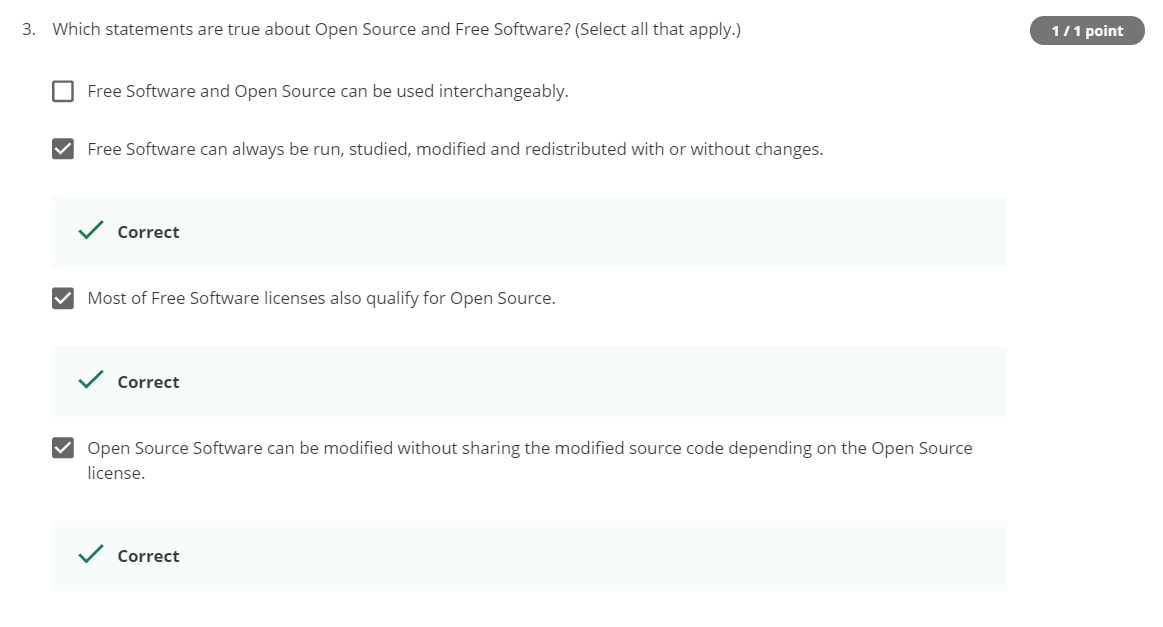 3. Which statements are true about Open Source and Free Software? (Select all that apply.)
1 / 1 point
Free Software and Open Source can be used interchangeably.
Free Software can always be run, studied, modified and redistributed with or without changes.
Correct
Most of Free Software licenses also qualify for Open Source.
Correct
Open Source Software can be modified without sharing the modified source code depending on the Open Source
license.
Correct